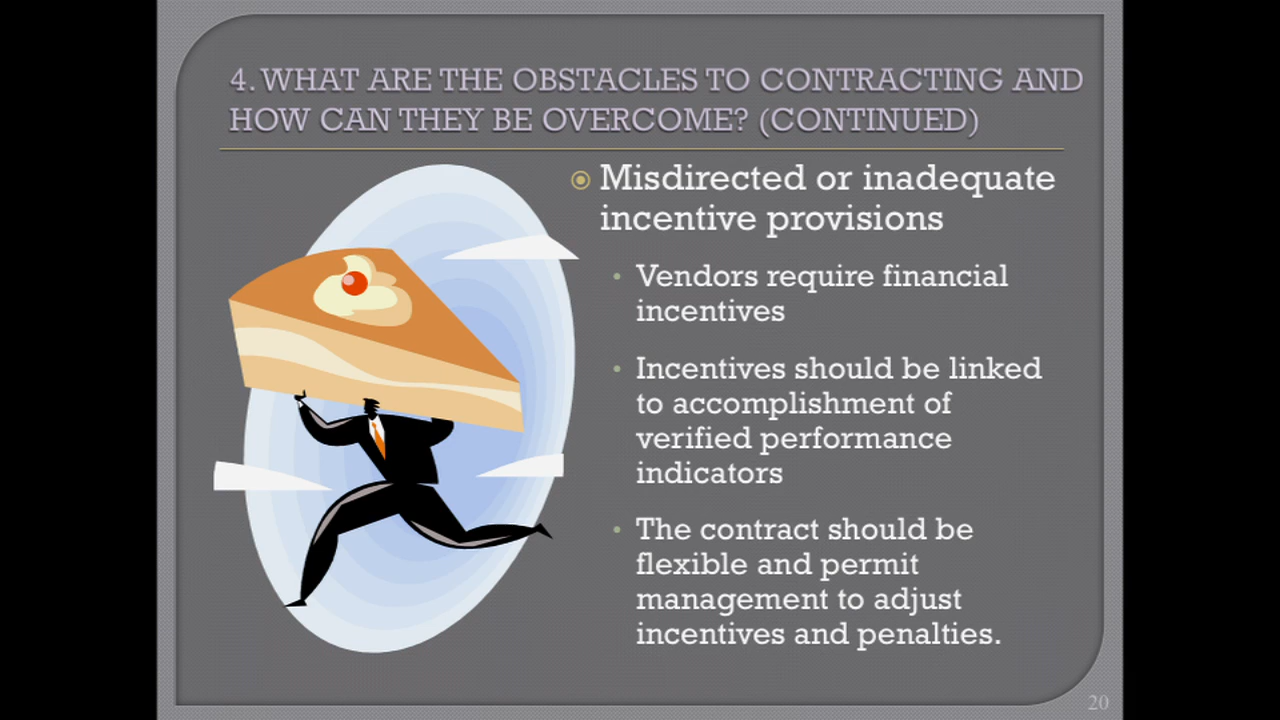 4. WHAT ARE THE OBSTACLES TO CONTRACTING AND
HOW CAN THEY BE OVERCOME? (CONTINUED)
Misdirected or inadequate
incentive provisions
Vendors require financial
incentives
Incentives should be linked
to accomplishment of
verified performance
indicators
The contract should be
flexible and permit
management to adjust
incentives and penalties.
20